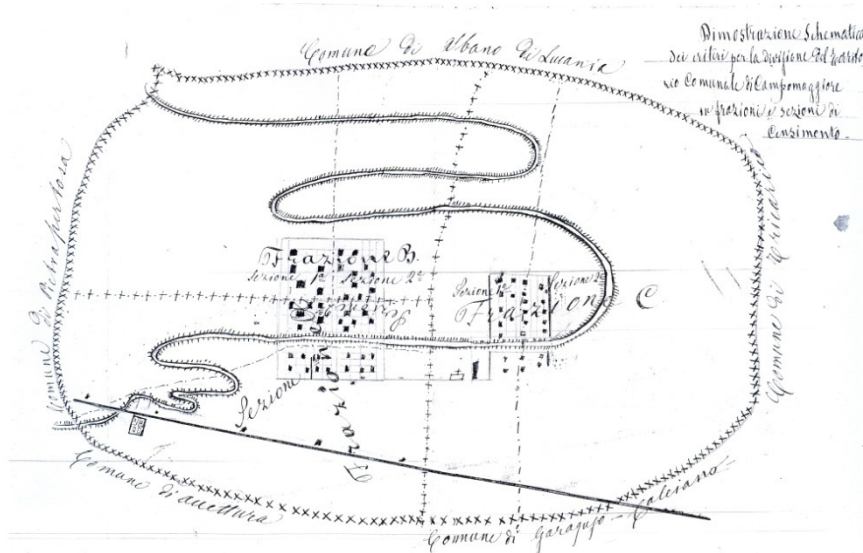 Dimostrazione Schematica
dei criteri per la divisione del territo
rio Comunale di Campomaggiore
in frazioni e sezioni di
Censimento.
Comune di Albano di Lucania
Comune di Pietrapertosa
Comune di Tricarico
Frazione B.
Sezione 1ª Sezione 2ª
Sezione 1ª Sezione 2ª
Frazione C
Sezione
Sezione
Frazione
Comune di Accettura
Comune di Garaguso - Calciano